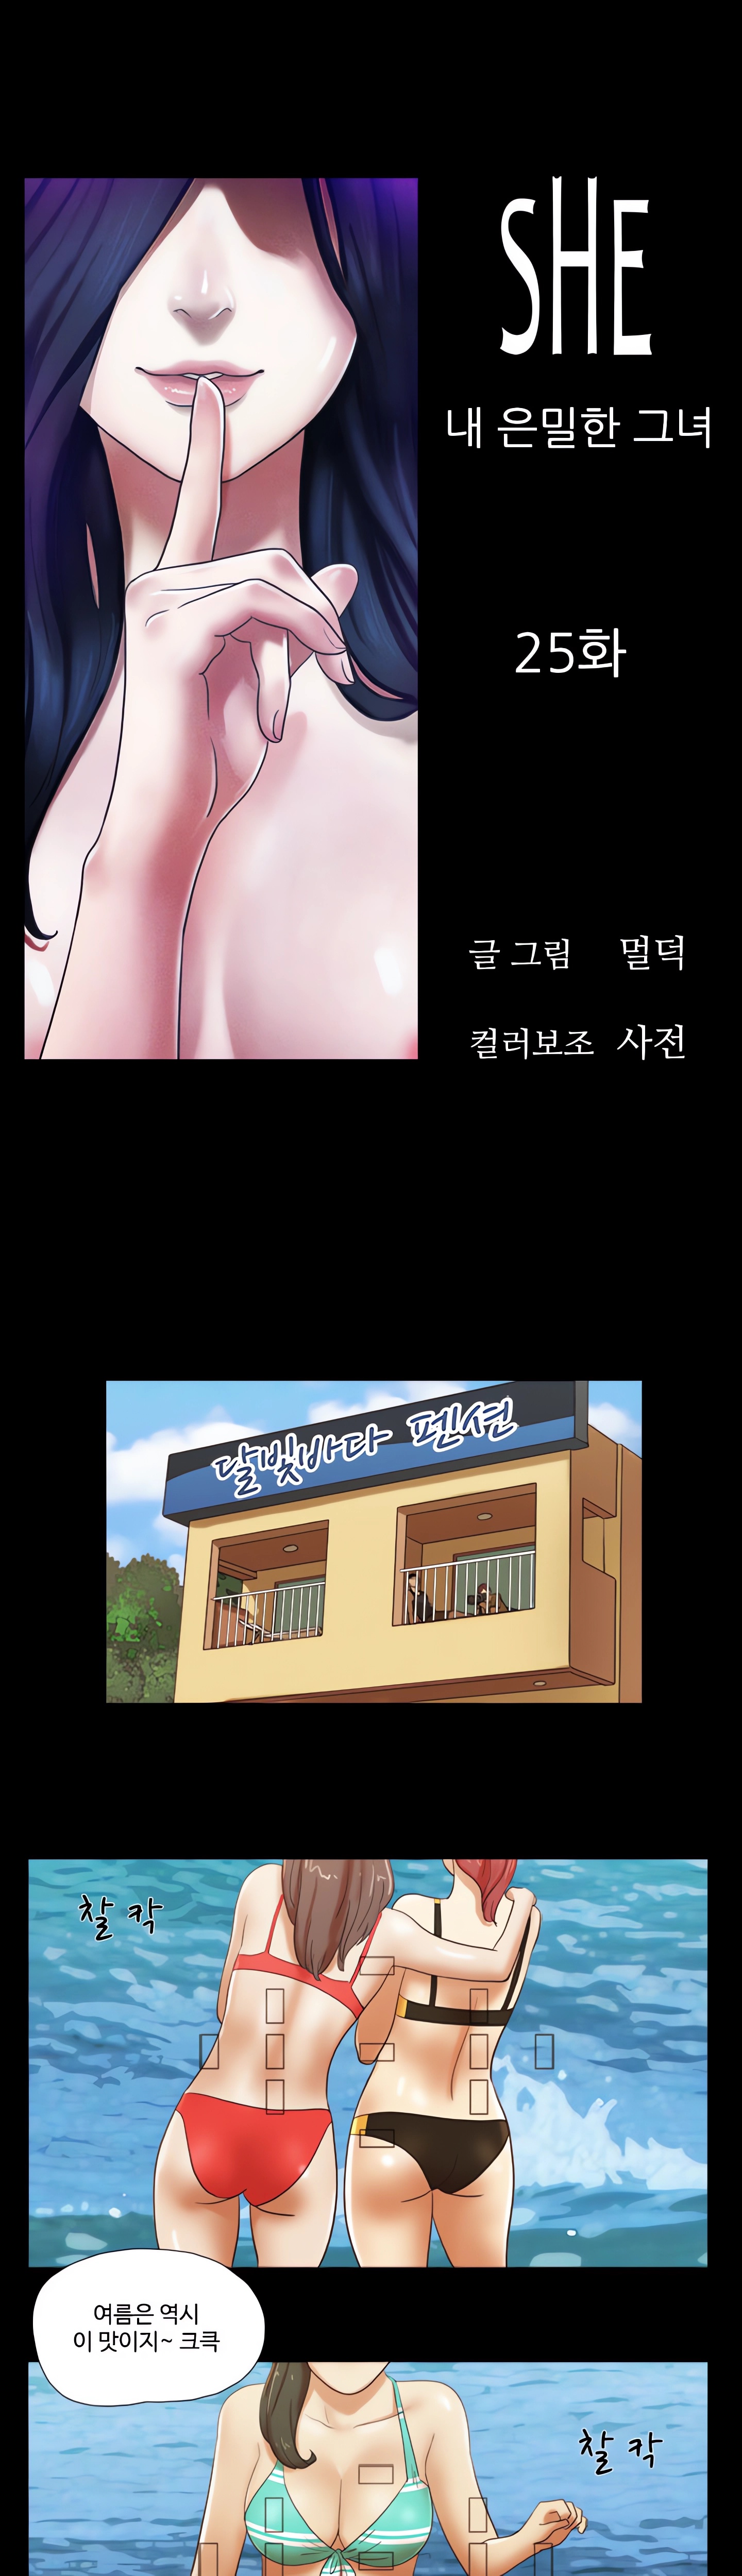 SHE
내 은밀한 그녀
25화
글 그림 멀덕
컬러보조 사전
달빛바다 펜션
찰칵
여름은 역시
이 맛이지~ 크큭
찰칵